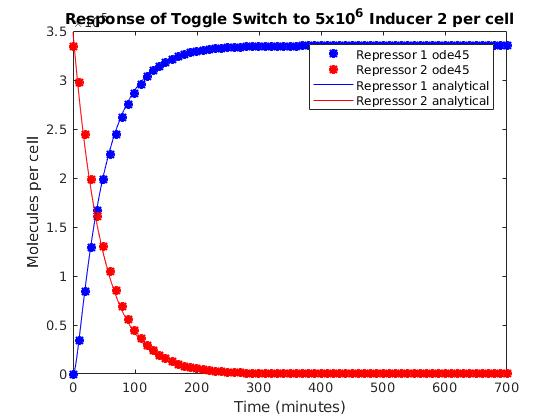 Response of Toggle Switch to 5x10⁶ Inducer 2 per cell
3.5
3
2.5
2
1.5
1
0.5
0
Molecules per cell
Repressor 1 ode45
Repressor 2 ode45
Repressor 1 analytical
Repressor 2 analytical
0 100 200 300 400 500 600 700
Time (minutes)